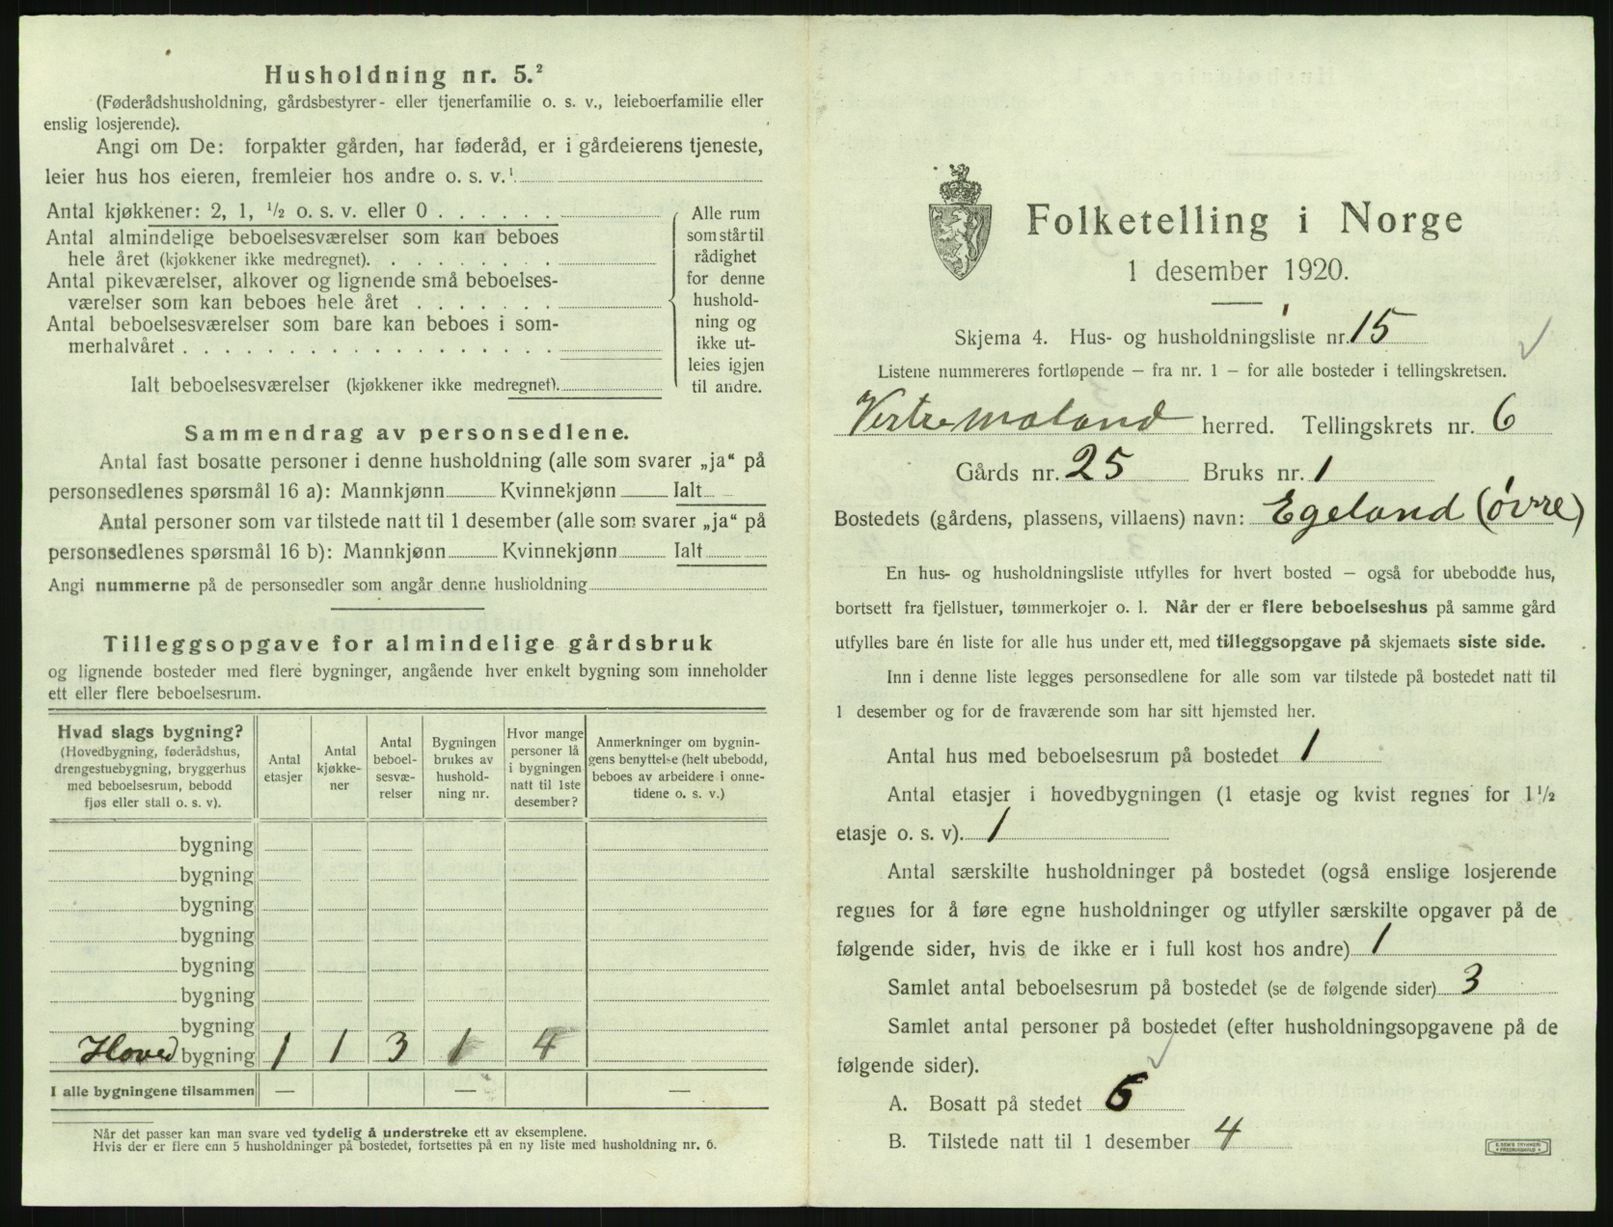 Husholdning nr. 5.²
(Føderådshusholdning, gårdsbestyrer- eller tjenerfamilie o. s. v., leieboerfamilie eller
enslig losjerende).
Angi om De: forpakter gården, har føderåd, er i gårdeierens tjeneste,
leier hus hos eieren, fremleier hos andre o. s. v.¹
Antal kjøkkener: 2, 1, ½ o. s. v. eller 0
Antal almindelige beboelsesværelser som kan beboes
hele året (kjøkkener ikke medregnet).
Antal pikeværelser, alkover og lignende små beboelses-
værelser som kan beboes hele året
Antal beboelsesværelser som bare kan beboes i som-
merhalvåret
Ialt beboelsesværelser (kjøkkener ikke medregnet).
Alle rum
som står til
rådighet
for denne
hushold-
ning og
ikke ut-
leies igjen
til andre.
Sammendrag av personsedlene.
Antal fast bosatte personer i denne husholdning (alle som svarer „ja“ på
personsedlenes spørsmål 16 a): Mannkjønn Kvinnekjønn Ialt
Antal personer som var tilstede natt til 1 desember (alle som svarer „ja“ på
personsedlenes spørsmål 16 b): Mannkjønn Kvinnekjønn Ialt
Angi nummerne på de personsedler som angår denne husholdning
Tilleggsopgave for almindelige gårdsbruk
og lignende bosteder med flere bygninger, angående hver enkelt bygning som inneholder
ett eller flere beboelsesrum.
Hvad slags bygning?
(Hovedbygning, føderådshus,
drengestuebygning, bryggerhus
med beboelsesrum, bebodd
fjøs eller stall o. s. v).
Antal
etasjer
Antal
kjøkke-
ner
Antal
beboel-
sesvæ-
relser
Bygningen
brukes av
hushold-
ning nr.
Hvor mange
personer lå
i bygningen
natt til 1ste
desember?
Anmerkninger om bygnin-
gens benyttelse (helt ubebodd,
beboes av arbeidere i onne-
tidene o. s. v.)
bygning
bygning
bygning
bygning
bygning
bygning
bygning
Hoved bygning 1 1 3 1 4
I alle bygningene tilsammen — — —
Når det passer kan man svare ved tydelig å understreke ett av eksemplene.
Hvis der er flere enn 5 husholdninger på bostedet, fortsettes på en ny liste med husholdning nr. 6.
Folketelling i Norge
1 desember 1920.
Skjema 4. Hus- og husholdningsliste nr. 15
Listene nummereres fortløpende — fra nr. 1 — for alle bosteder i tellingskretsen.
Vestre Moland herred. Tellingskrets nr. 6
Gårds nr. 25 Bruks nr. 1
Bostedets (gårdens, plassens, villaens) navn: Egeland (øvre)
En hus- og husholdningsliste utfylles for hvert bosted — også for ubebodde hus,
bortsett fra fjellstuer, tømmerkojer o. l. Når der er flere beboelseshus på samme gård
utfylles bare én liste for alle hus under ett, med tilleggsopgave på skjemaets siste side.
Inn i denne liste legges personsedlene for alle som var tilstede på bostedet natt til
1 desember og for de fraværende som har sitt hjemsted her.
Antal hus med beboelsesrum på bostedet 1
Antal etasjer i hovedbygningen (1 etasje og kvist regnes for 1½
etasje o. s. v). 1
Antal særskilte husholdninger på bostedet (også enslige losjerende
regnes for å føre egne husholdninger og utfyller særskilte opgaver på de
følgende sider, hvis de ikke er i full kost hos andre) 1
Samlet antal beboelsesrum på bostedet (se de følgende sider) 3
Samlet antal personer på bostedet (efter husholdningsopgavene på de
følgende sider).
A. Bosatt på stedet
B. Tilstede natt til 1 desember 4